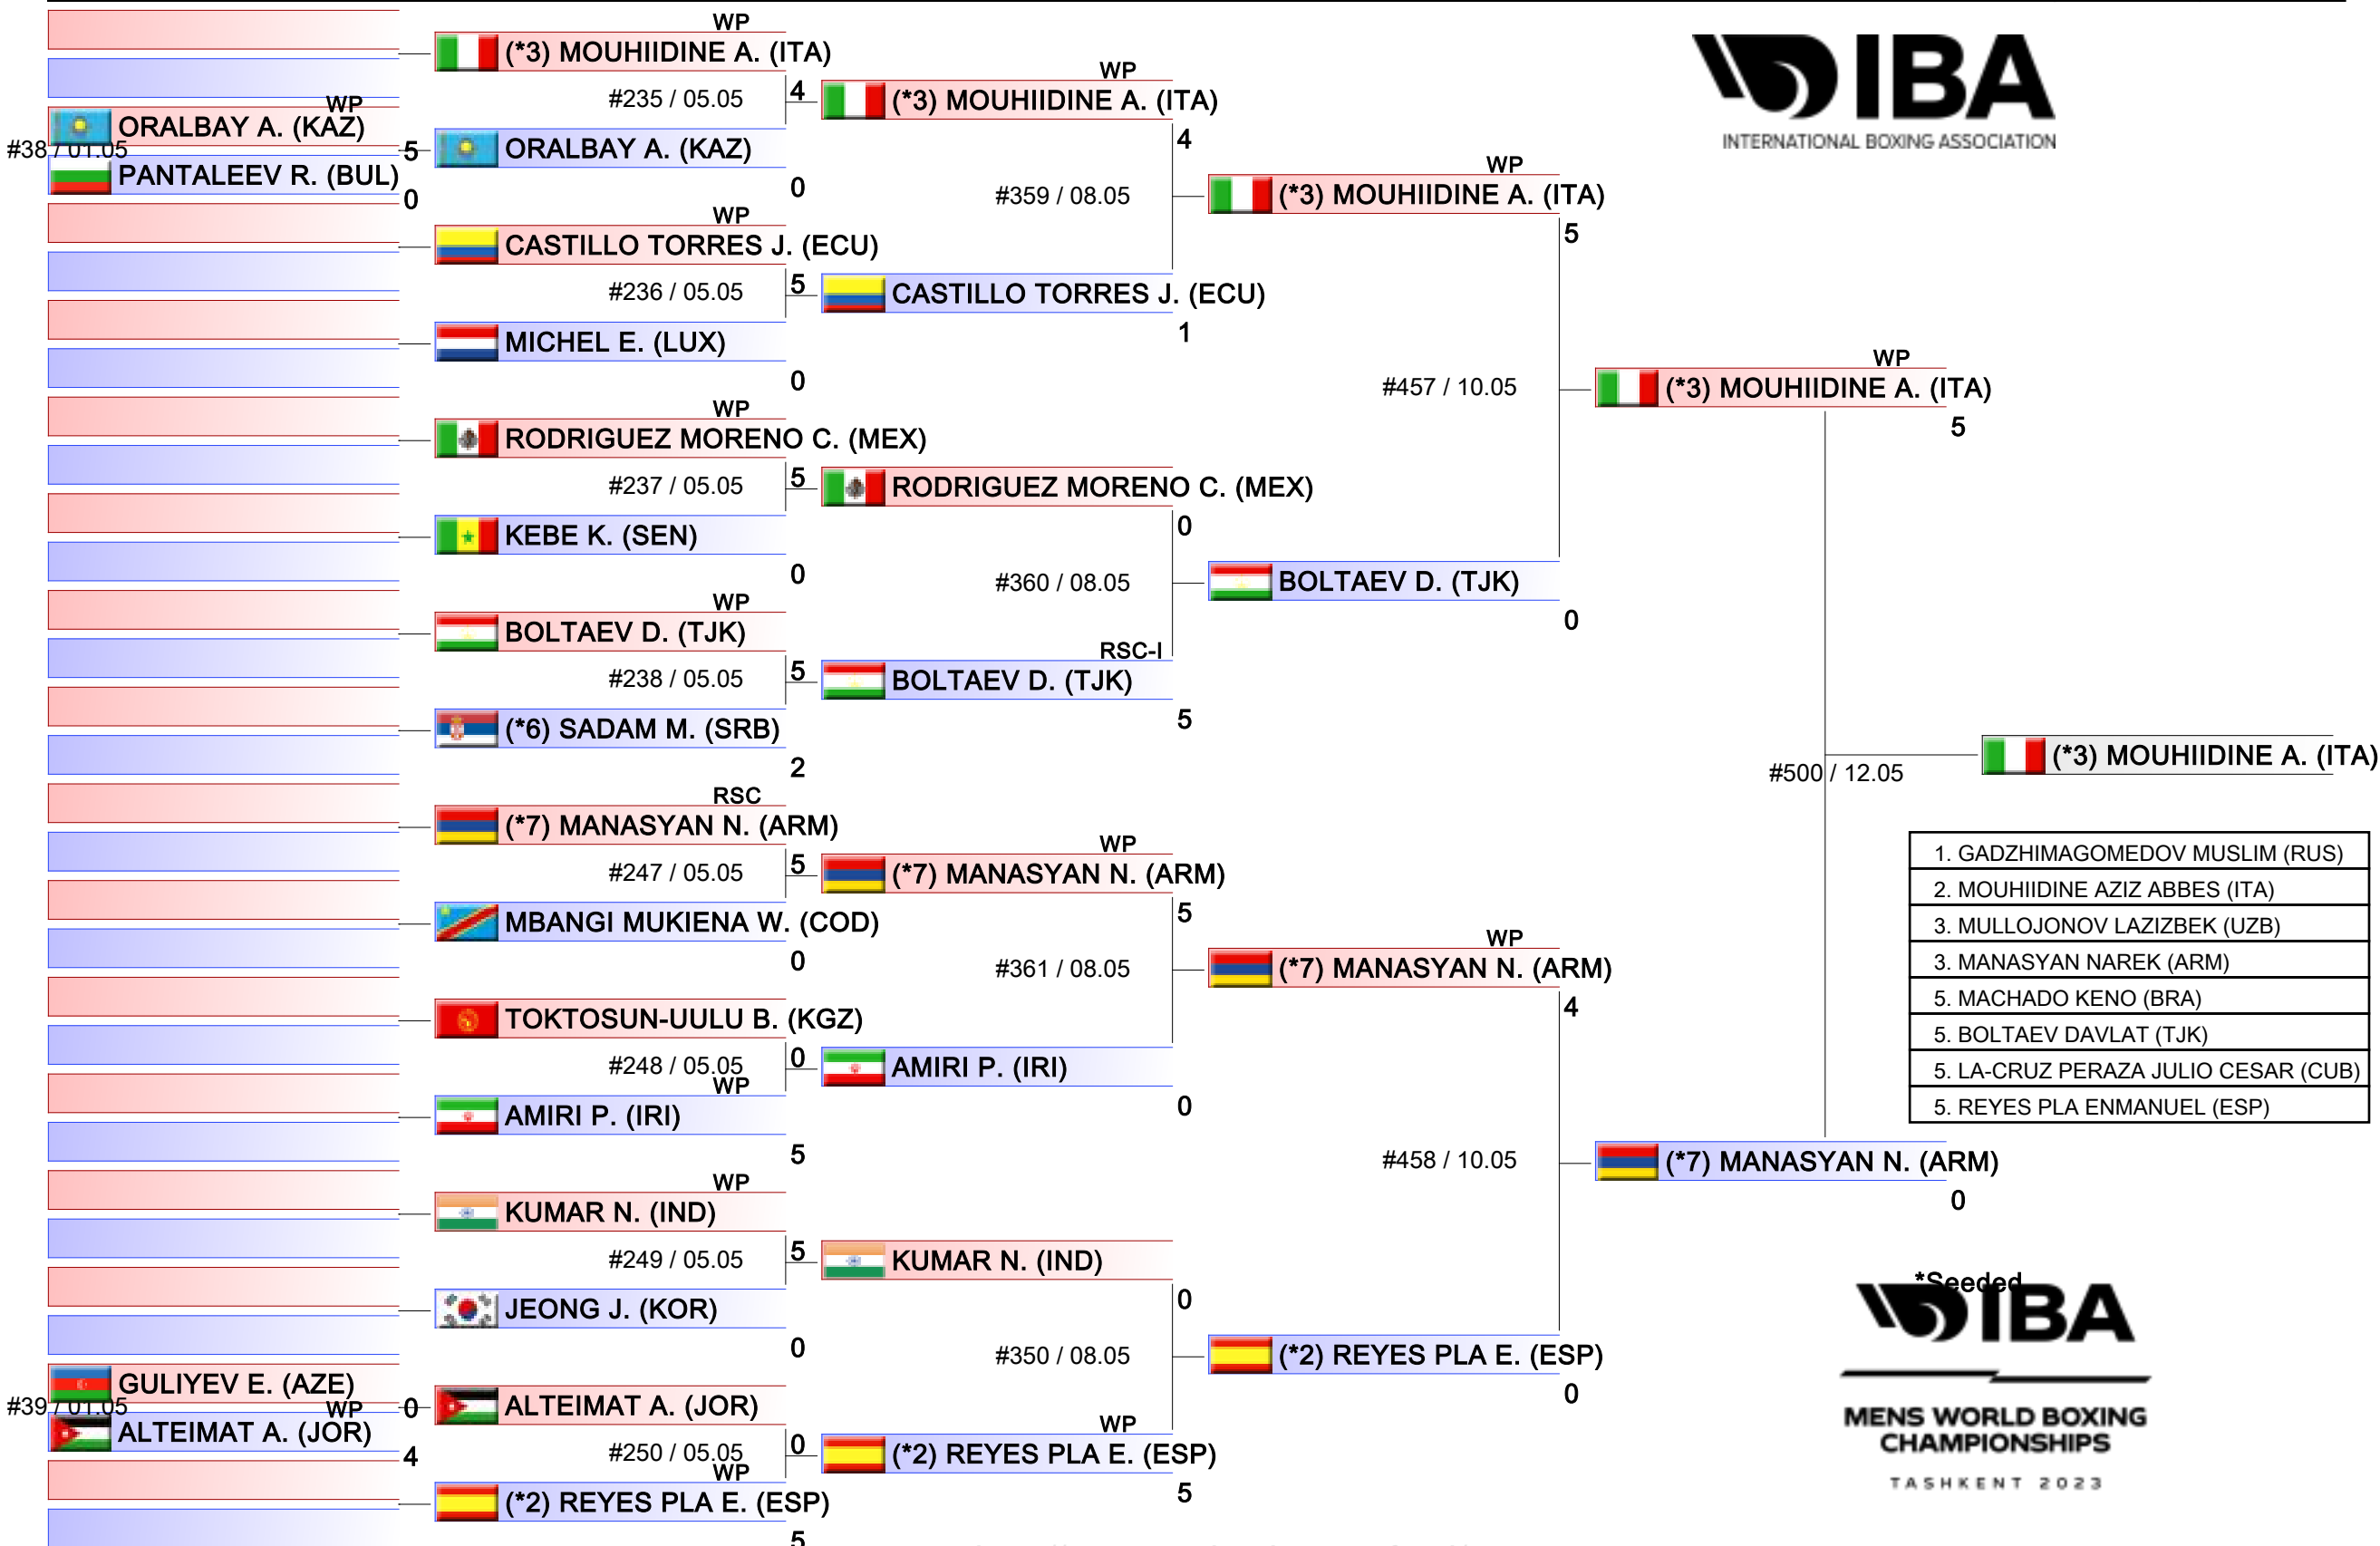 WP
ORALBAY A. (KAZ)
#38 / 01.05
5
PANTALEEV R. (BUL)
0
GULIYEV E. (AZE)
#39 / 01.05
WP
0
ALTEIMAT A. (JOR)
4
WP
(*3) MOUHIIDINE A. (ITA)
#235 / 05.05
4
ORALBAY A. (KAZ)
0
WP
CASTILLO TORRES J. (ECU)
#236 / 05.05
5
MICHEL E. (LUX)
0
WP
RODRIGUEZ MORENO C. (MEX)
#237 / 05.05
5
KEBE K. (SEN)
0
WP
BOLTAEV D. (TJK)
#238 / 05.05
5
(*6) SADAM M. (SRB)
2
RSC
(*7) MANASYAN N. (ARM)
#247 / 05.05
5
MBANGI MUKIENA W. (COD)
0
TOKTOSUN-UULU B. (KGZ)
#248 / 05.05
0
WP
AMIRI P. (IRI)
5
WP
KUMAR N. (IND)
#249 / 05.05
5
JEONG J. (KOR)
0
ALTEIMAT A. (JOR)
#250 / 05.05
0
WP
(*2) REYES PLA E. (ESP)
5
WP
(*3) MOUHIIDINE A. (ITA)
4
#359 / 08.05
CASTILLO TORRES J. (ECU)
1
RODRIGUEZ MORENO C. (MEX)
0
#360 / 08.05
RSC-I
BOLTAEV D. (TJK)
5
WP
(*7) MANASYAN N. (ARM)
5
#361 / 08.05
AMIRI P. (IRI)
0
KUMAR N. (IND)
0
#350 / 08.05
WP
(*2) REYES PLA E. (ESP)
5
WP
(*3) MOUHIIDINE A. (ITA)
5
#457 / 10.05
BOLTAEV D. (TJK)
0
WP
(*7) MANASYAN N. (ARM)
4
#458 / 10.05
(*2) REYES PLA E. (ESP)
0
WP
(*3) MOUHIIDINE A. (ITA)
5
#500 / 12.05
(*7) MANASYAN N. (ARM)
0
(*3) MOUHIIDINE A. (ITA)
IBA
INTERNATIONAL BOXING ASSOCIATION
1. GADZHIMAGOMEDOV MUSLIM (RUS)
2. MOUHIIDINE AZIZ ABBES (ITA)
3. MULLOJONOV LAZIZBEK (UZB)
3. MANASYAN NAREK (ARM)
5. MACHADO KENO (BRA)
5. BOLTAEV DAVLAT (TJK)
5. LA-CRUZ PERAZA JULIO CESAR (CUB)
5. REYES PLA ENMANUEL (ESP)
*Seeded
IBA
MENS WORLD BOXING
CHAMPIONSHIPS
TASHKENT 2023